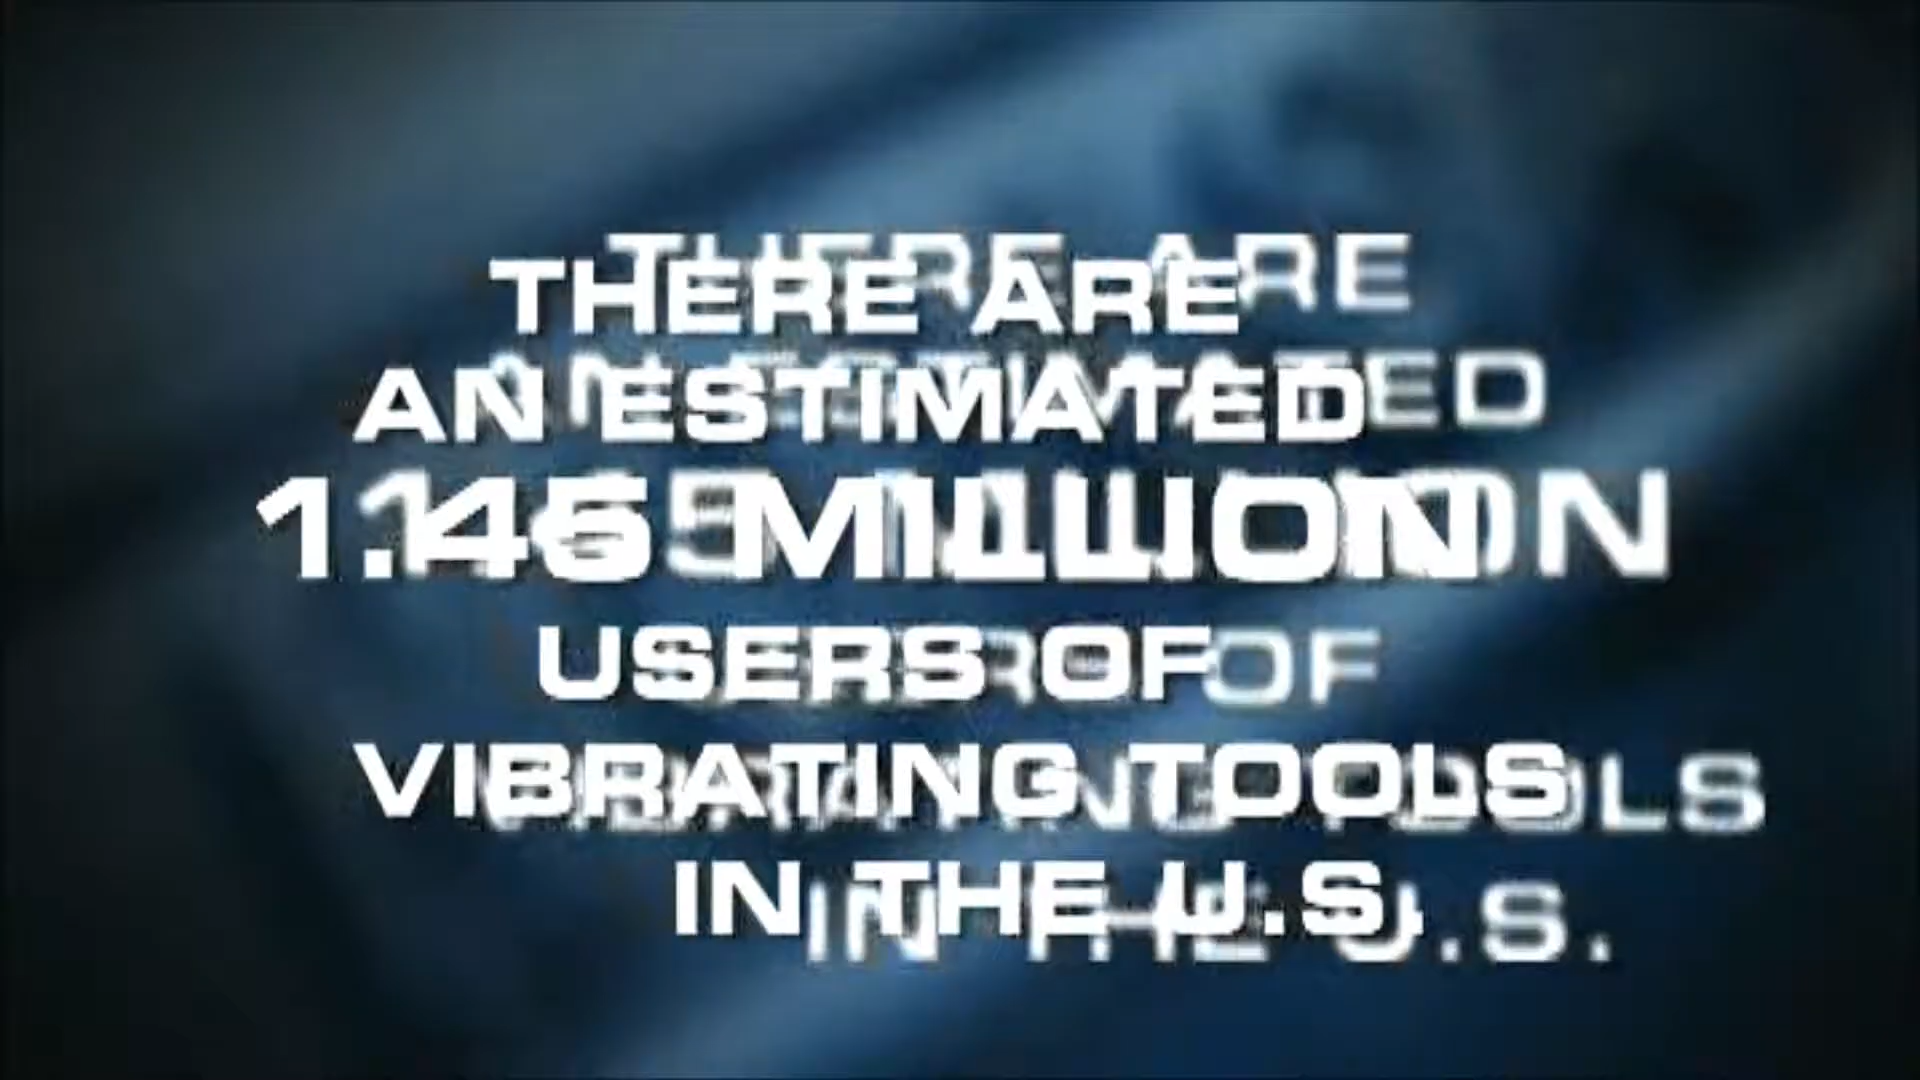 THERE ARE
AN ESTIMATED
1.45 MILLION
USERS OF
VIBRATING TOOLS
IN THE U.S.